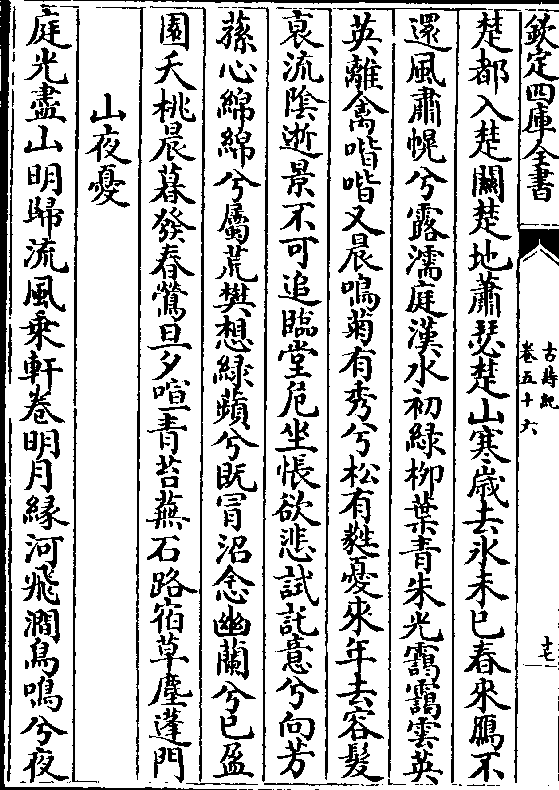 欽定四庫全書
古詩紀
卷五十六
楚都入楚關楚地蕭瑟楚山寒歲去氷未已春來鴈不
還風肅幌兮露濡庭漢水初緑栁葉青朱光靄靄雲英
英離禽喈喈又晨鳴菊有秀兮松有蕤憂來年去容髮
衰流陰逝景不可追臨堂危坐悵欲悲試託意兮向芳
蓀心綿綿兮屬荒樊想緑蘋兮既冐沼念幽蘭兮已盈
園夭桃晨暮發春鶯旦夕喧青苔蕪石路宿草塵蓬門
山夜憂
庭光盡山明歸流風乗軒卷明月縁河飛澗鳥鳴兮夜